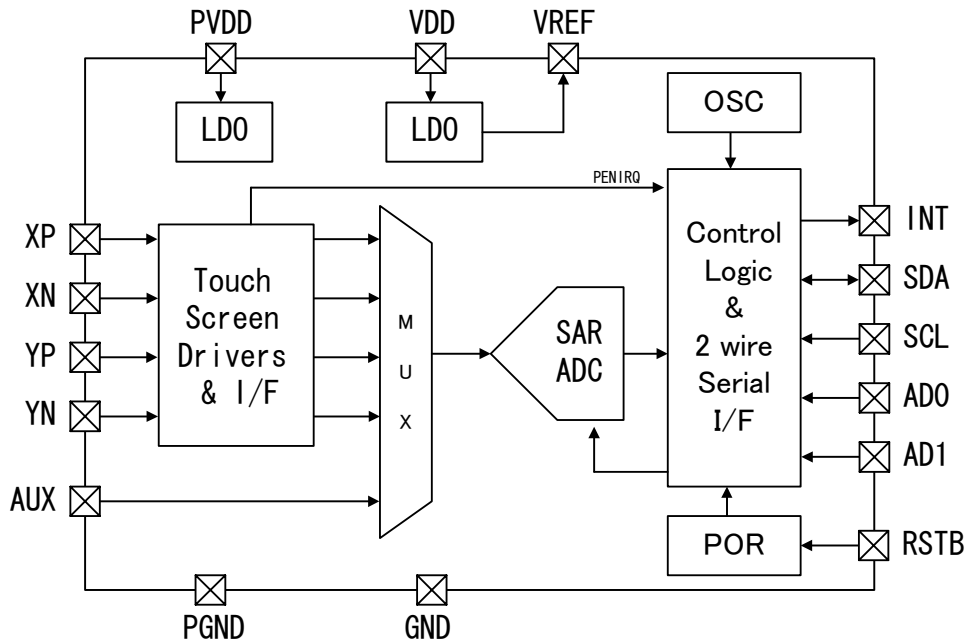 PVDD
VDD
VREF
LDO
LDO
OSC
PENIRQ
XP
XN
YP
YN
AUX
Touch
Screen
Drivers
& I/F
M
U
X
SAR
ADC
Control
Logic
&
2 wire
Serial
I/F
INT
SDA
SCL
AD0
AD1
POR
RSTB
PGND
GND